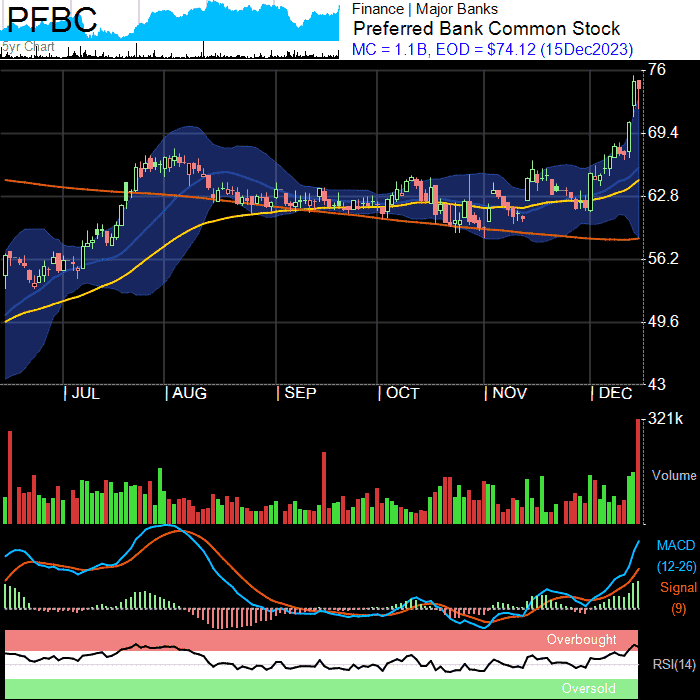 PFBC
5yr Chart
Finance | Major Banks
Preferred Bank Common Stock
MC = 1.1B, EOD = $74.12 (15Dec2023)
76
69.4
62.8
56.2
49.6
43
| JUL | AUG | SEP | OCT | NOV | DEC
321k
Volume
MACD
(12-26)
Signal
(9)
Overbought
RSI(14)
Oversold